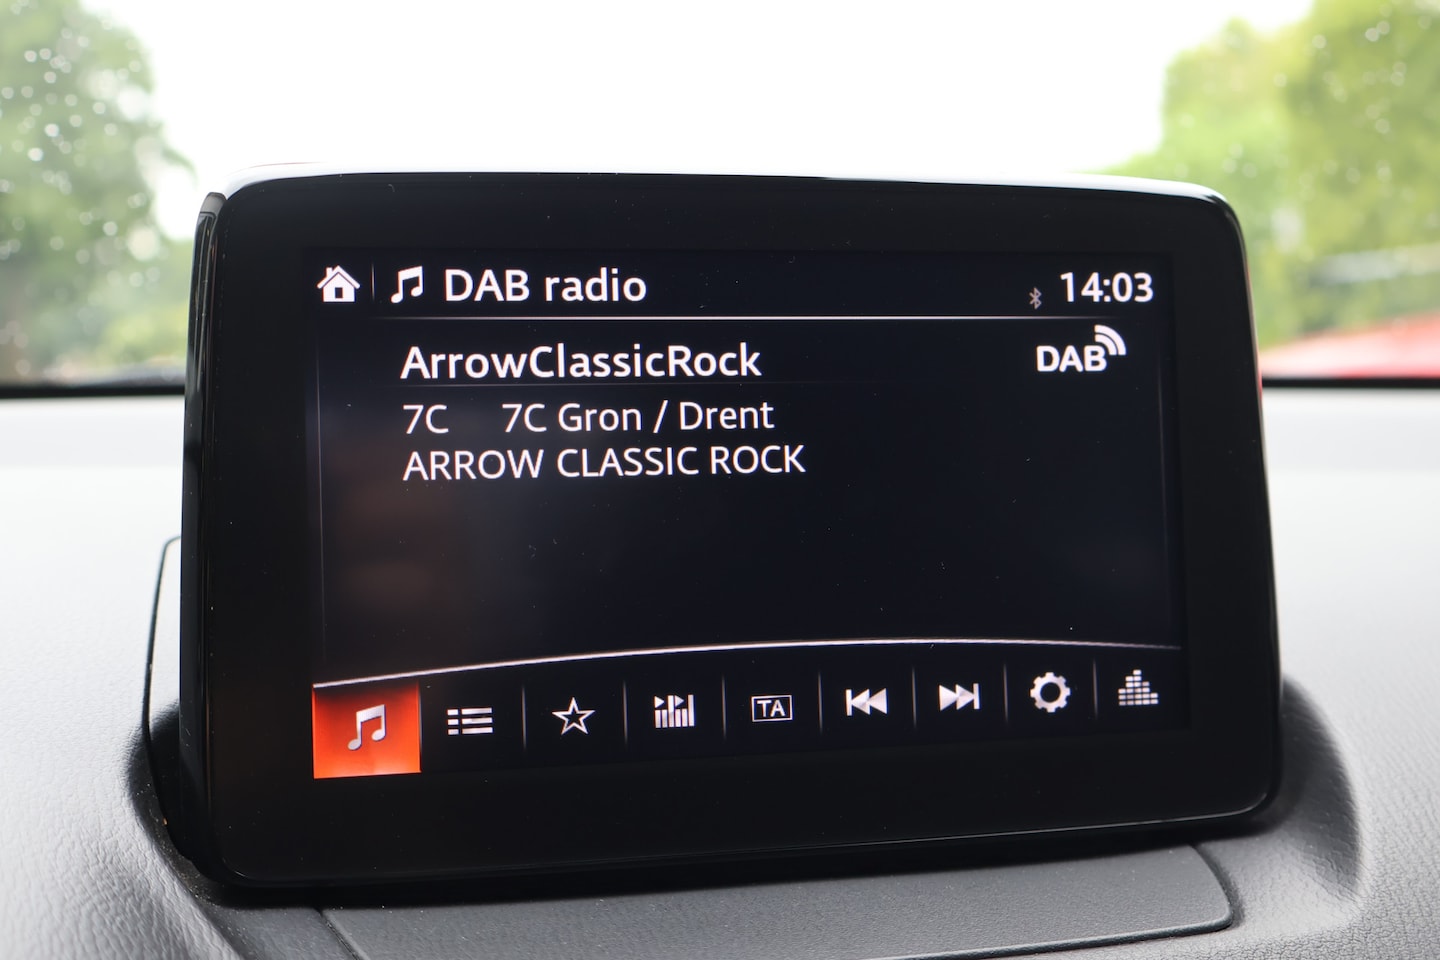 DAB radio 14:03
ArrowClassicRock DAB
7C 7C Gron / Drent
ARROW CLASSIC ROCK
TA